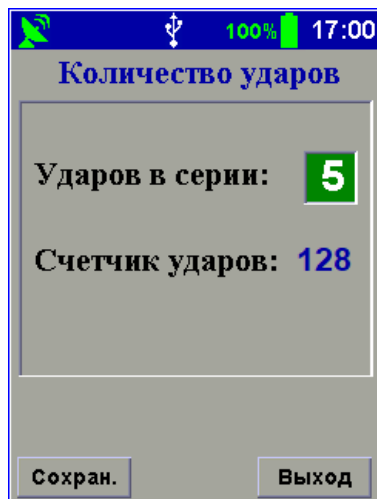 100% 17:00
Количество ударов
Ударов в серии: 5
Счетчик ударов: 128
Сохран. Выход